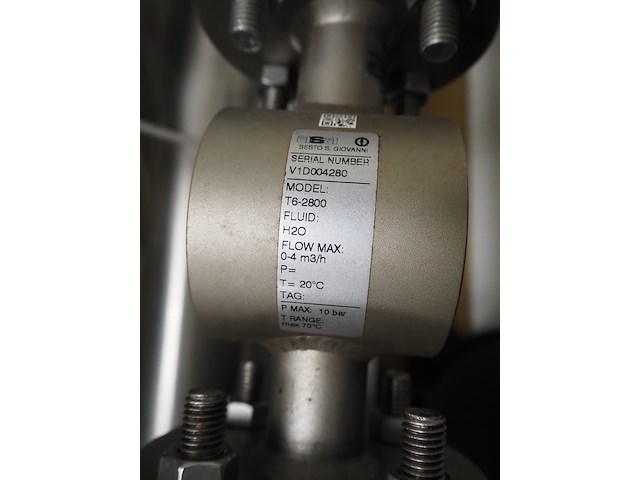 SESTO S. GIOVANNI
SERIAL NUMBER
V1D004280
MODEL:
T6-2800
FLUID:
H2O
FLOW MAX:
0-4 m3/h
P=
T= 20°C
TAG:
P MAX: 10 bar
T RANGE:
max 70°C